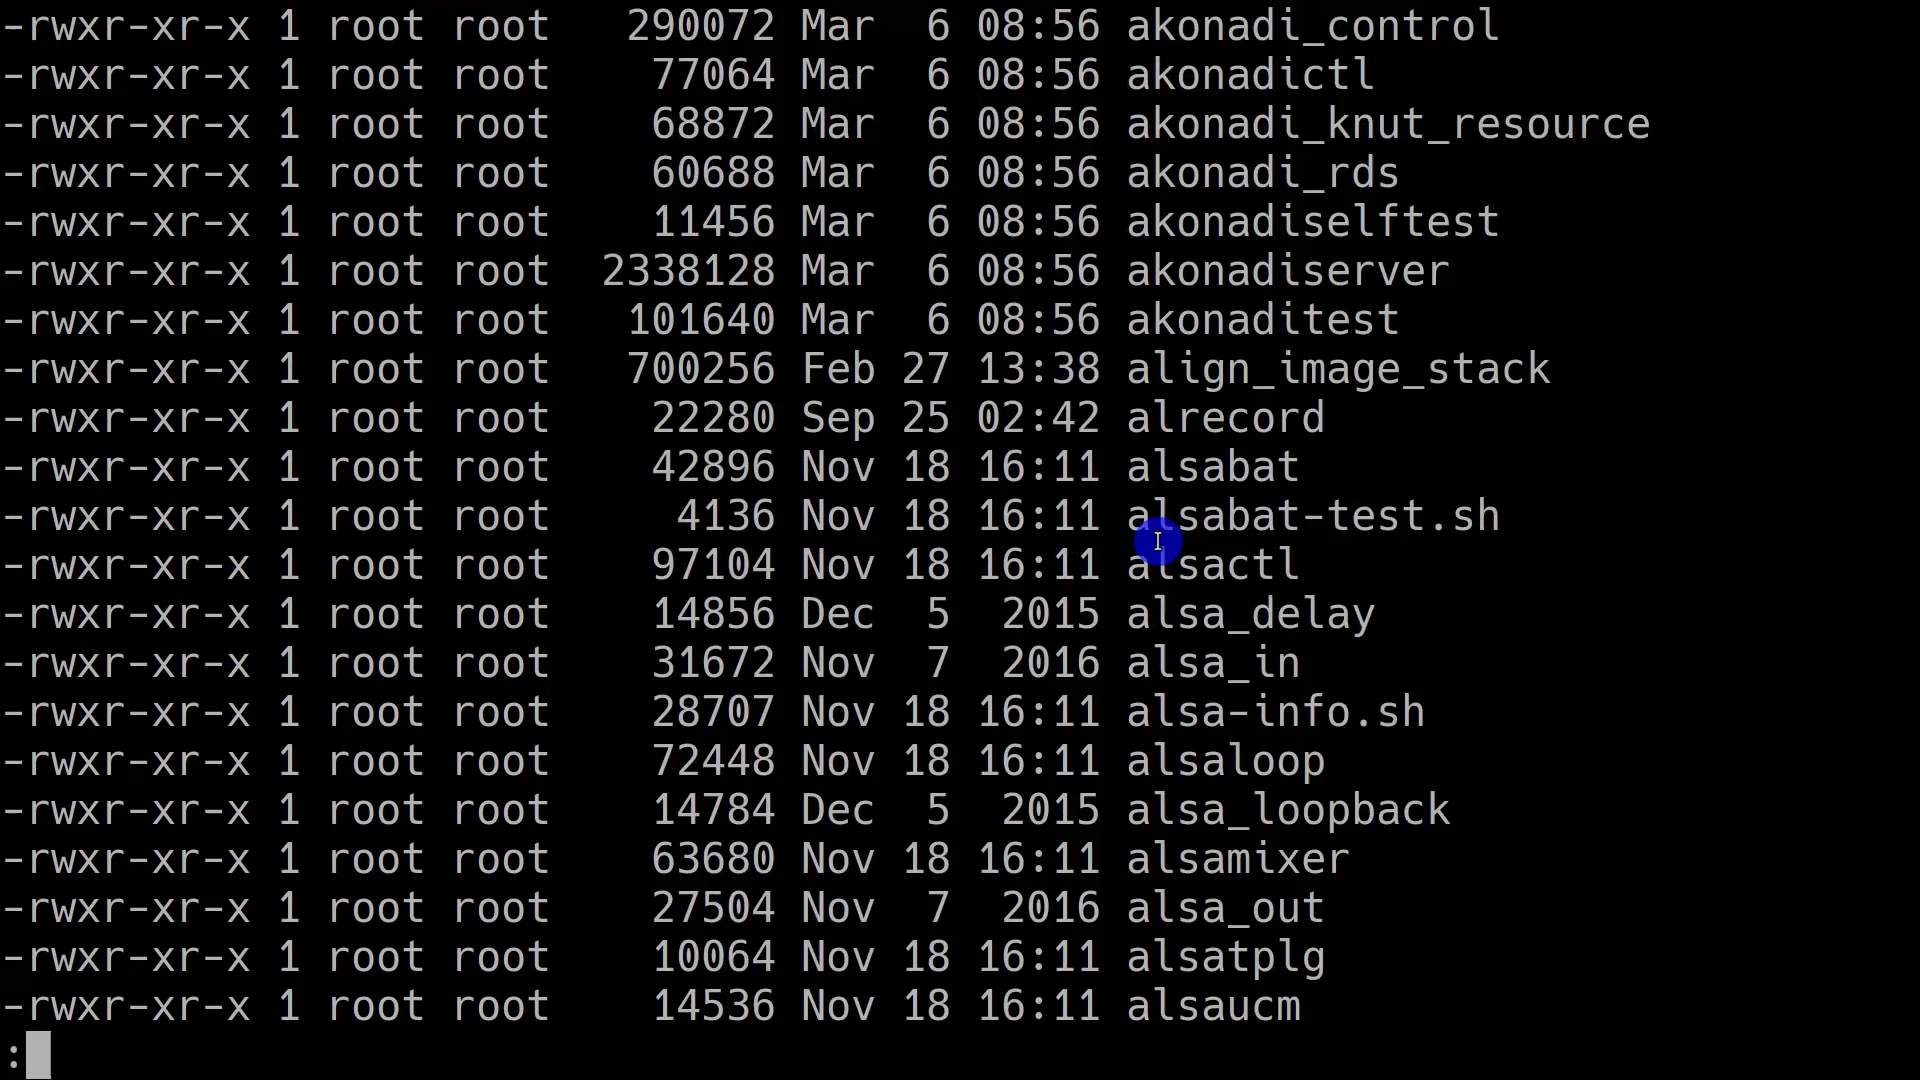 -rwxr-xr-x 1 root root   290072 Mar  6 08:56 akonadi_control
-rwxr-xr-x 1 root root    77064 Mar  6 08:56 akonadictl
-rwxr-xr-x 1 root root    68872 Mar  6 08:56 akonadi_knut_resource
-rwxr-xr-x 1 root root    60688 Mar  6 08:56 akonadi_rds
-rwxr-xr-x 1 root root    11456 Mar  6 08:56 akonadiselftest
-rwxr-xr-x 1 root root  2338128 Mar  6 08:56 akonadiserver
-rwxr-xr-x 1 root root   101640 Mar  6 08:56 akonaditest
-rwxr-xr-x 1 root root   700256 Feb 27 13:38 align_image_stack
-rwxr-xr-x 1 root root    22280 Sep 25 02:42 alrecord
-rwxr-xr-x 1 root root    42896 Nov 18 16:11 alsabat
-rwxr-xr-x 1 root root     4136 Nov 18 16:11 alsabat-test.sh
-rwxr-xr-x 1 root root    97104 Nov 18 16:11 alsactl
-rwxr-xr-x 1 root root    14856 Dec  5  2015 alsa_delay
-rwxr-xr-x 1 root root    31672 Nov  7  2016 alsa_in
-rwxr-xr-x 1 root root    28707 Nov 18 16:11 alsa-info.sh
-rwxr-xr-x 1 root root    72448 Nov 18 16:11 alsaloop
-rwxr-xr-x 1 root root    14784 Dec  5  2015 alsa_loopback
-rwxr-xr-x 1 root root    63680 Nov 18 16:11 alsamixer
-rwxr-xr-x 1 root root    27504 Nov  7  2016 alsa_out
-rwxr-xr-x 1 root root    10064 Nov 18 16:11 alsatplg
-rwxr-xr-x 1 root root    14536 Nov 18 16:11 alsaucm
: